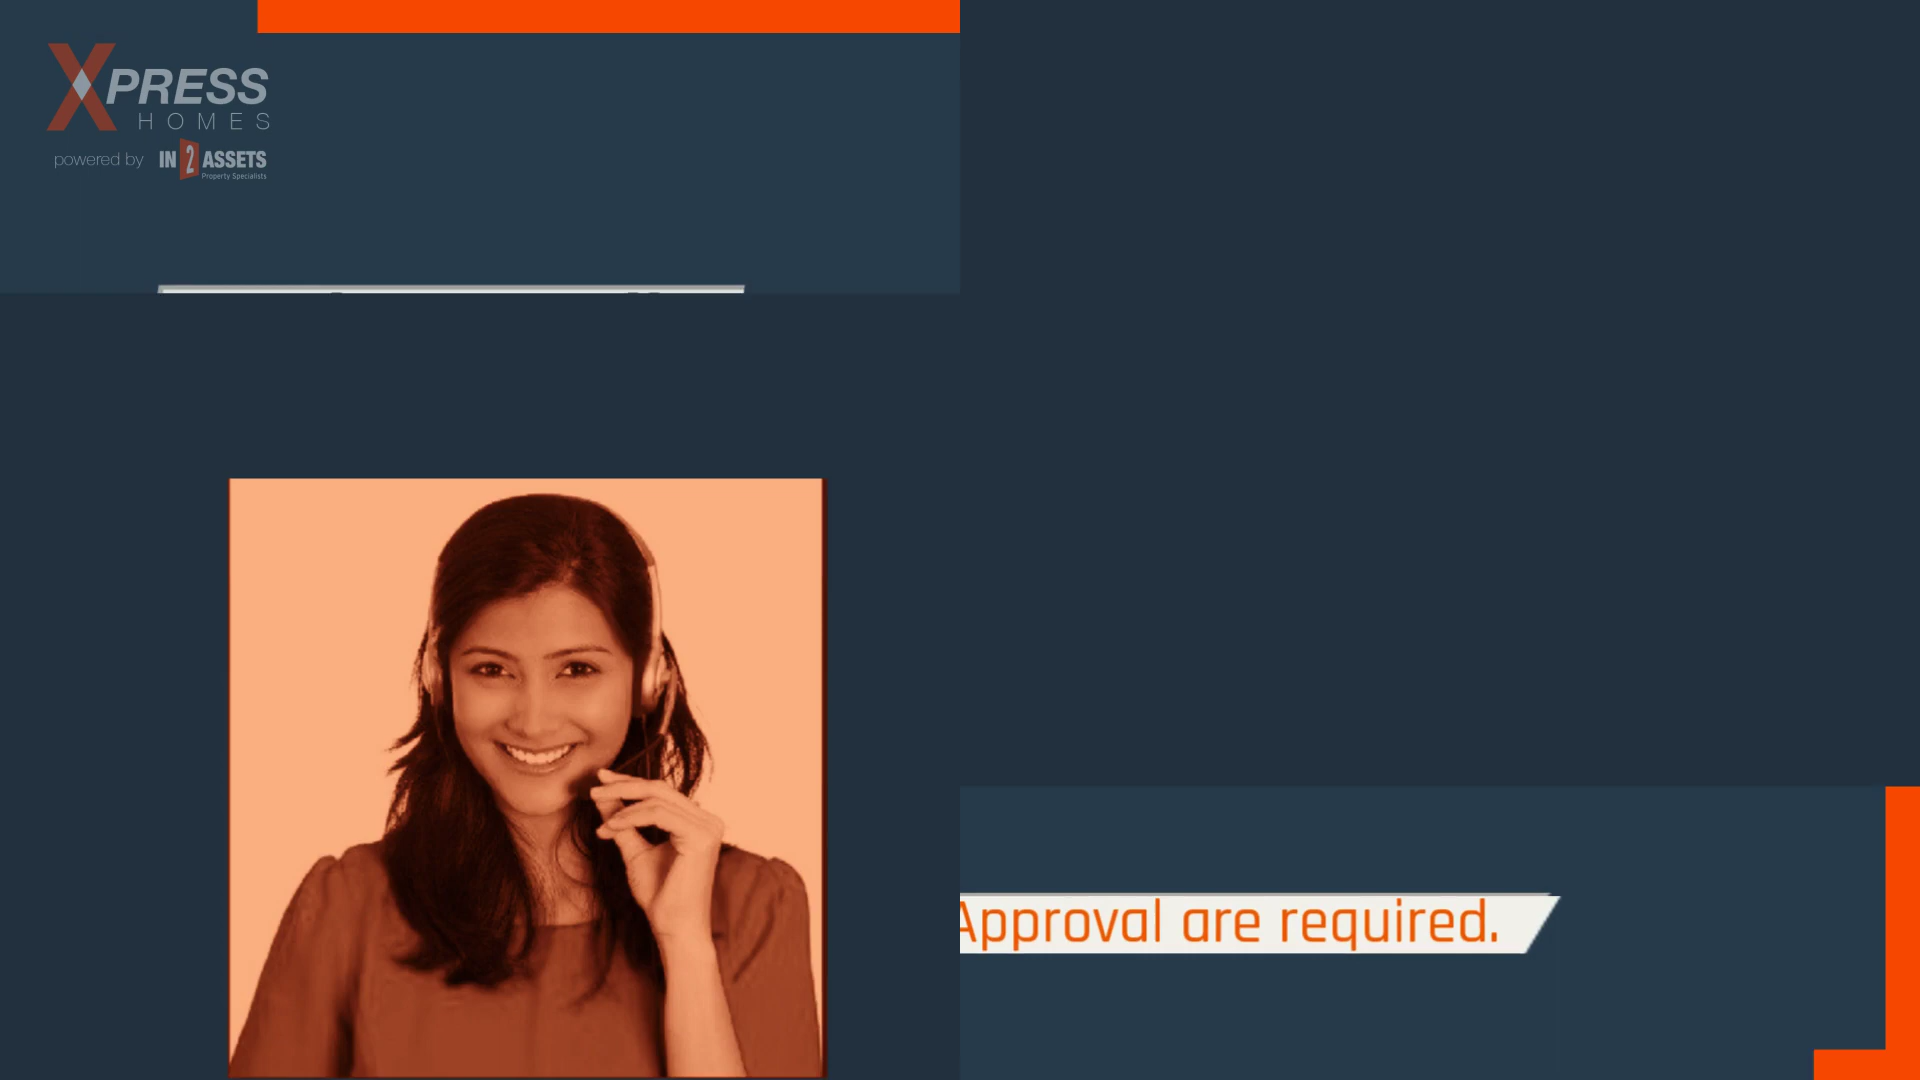 XPRESS
HOMES
powered by IN 2 ASSETS
Property Specialists
Approval are required.